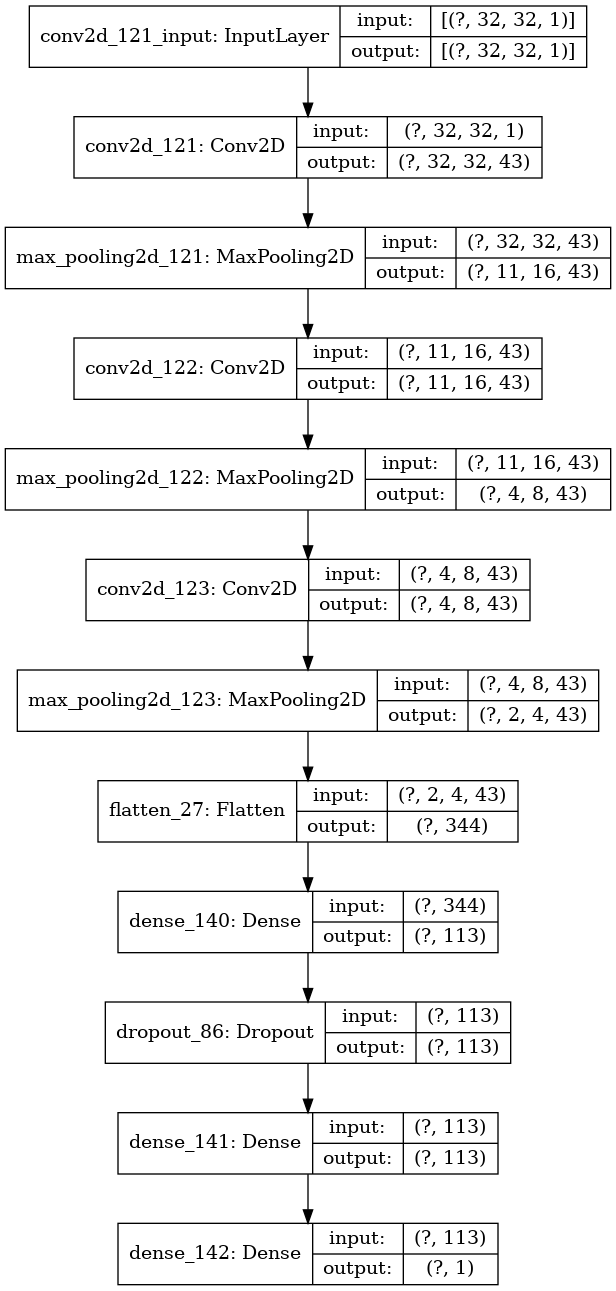 conv2d_121_input: InputLayer
input: [(?, 32, 32, 1)]
output: [(?, 32, 32, 1)]
conv2d_121: Conv2D
input: (?, 32, 32, 1)
output: (?, 32, 32, 43)
max_pooling2d_121: MaxPooling2D
input: (?, 32, 32, 43)
output: (?, 11, 16, 43)
conv2d_122: Conv2D
input: (?, 11, 16, 43)
output: (?, 11, 16, 43)
max_pooling2d_122: MaxPooling2D
input: (?, 11, 16, 43)
output: (?, 4, 8, 43)
conv2d_123: Conv2D
input: (?, 4, 8, 43)
output: (?, 4, 8, 43)
max_pooling2d_123: MaxPooling2D
input: (?, 4, 8, 43)
output: (?, 2, 4, 43)
flatten_27: Flatten
input: (?, 2, 4, 43)
output: (?, 344)
dense_140: Dense
input: (?, 344)
output: (?, 113)
dropout_86: Dropout
input: (?, 113)
output: (?, 113)
dense_141: Dense
input: (?, 113)
output: (?, 113)
dense_142: Dense
input: (?, 113)
output: (?, 1)